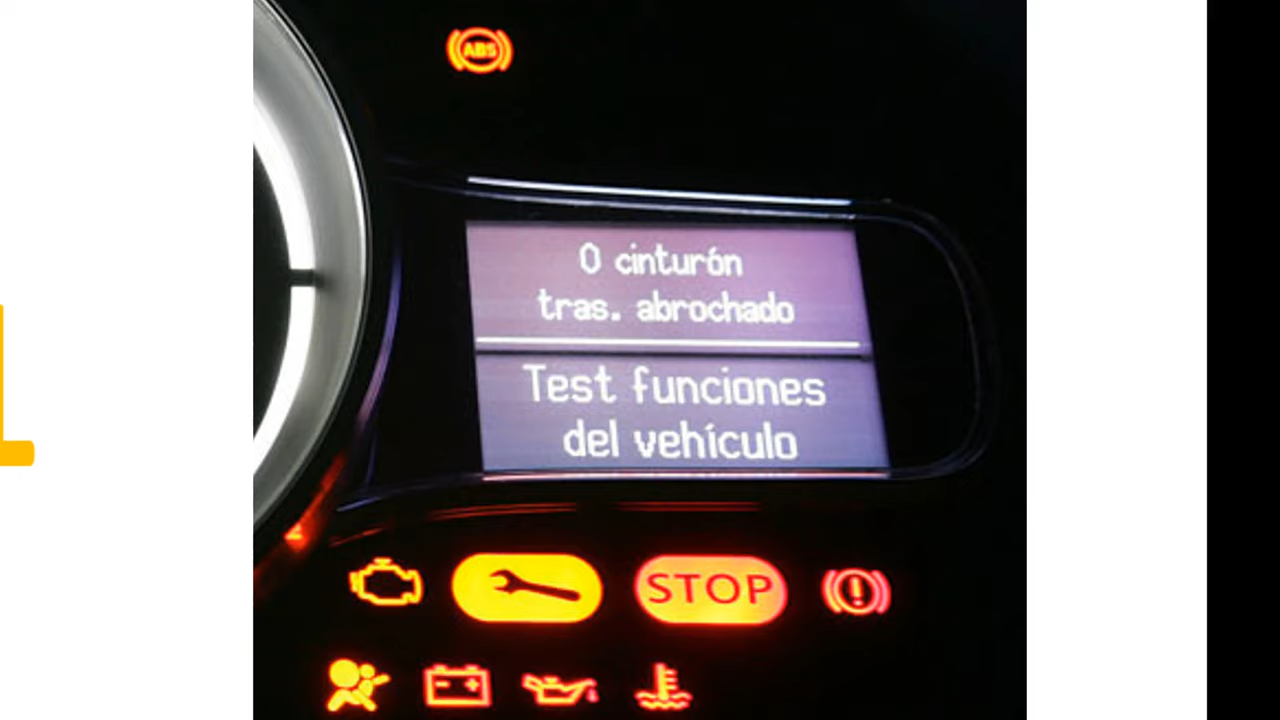 ABS
0 cinturón
tras. abrochado
Test funciones
del vehículo
STOP